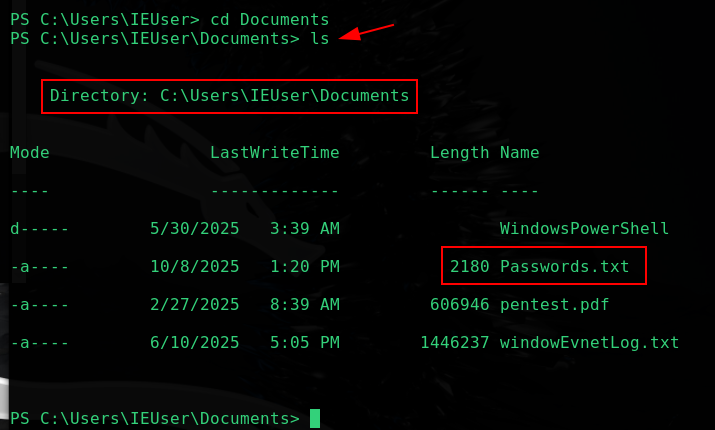 PS C:\Users\IEUser> cd Documents
PS C:\Users\IEUser\Documents> ls
Directory: C:\Users\IEUser\Documents
Mode                LastWriteTime         Length Name
----                -------------         ------ ----
d-----        5/30/2025   3:39 AM                WindowsPowerShell
-a----        10/8/2025   1:20 PM           2180 Passwords.txt
-a----        2/27/2025   8:39 AM         606946 pentest.pdf
-a----        6/10/2025   5:05 PM        1446237 windowEvnetLog.txt
PS C:\Users\IEUser\Documents>